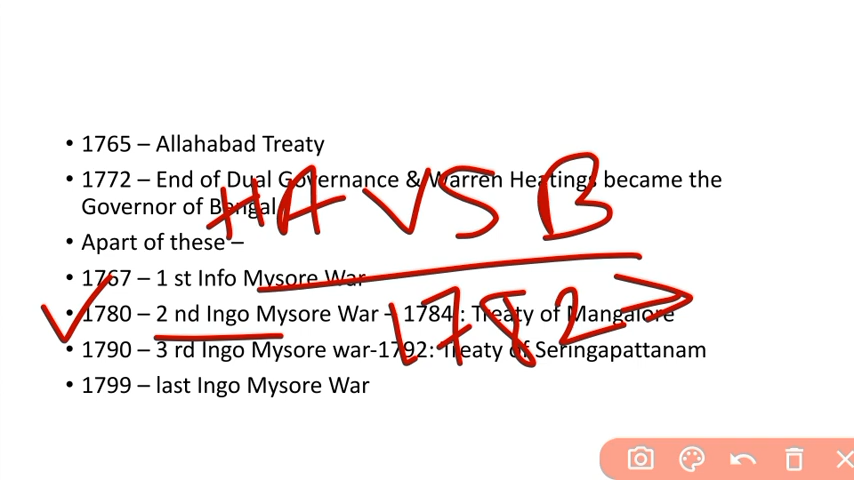 • 1765 – Allahabad Treaty
• 1772 – End of Dual Governance & Warren Heatings became the
Governor of Bengal
HA VS B
• Apart of these –
• 1767 – 1 st Info Mysore War
• 1780 – 2 nd Ingo Mysore War – 1784 : Treaty of Mangalore
1782
• 1790 – 3 rd Ingo Mysore war-1792: Treaty of Seringapattanam
• 1799 – last Ingo Mysore War